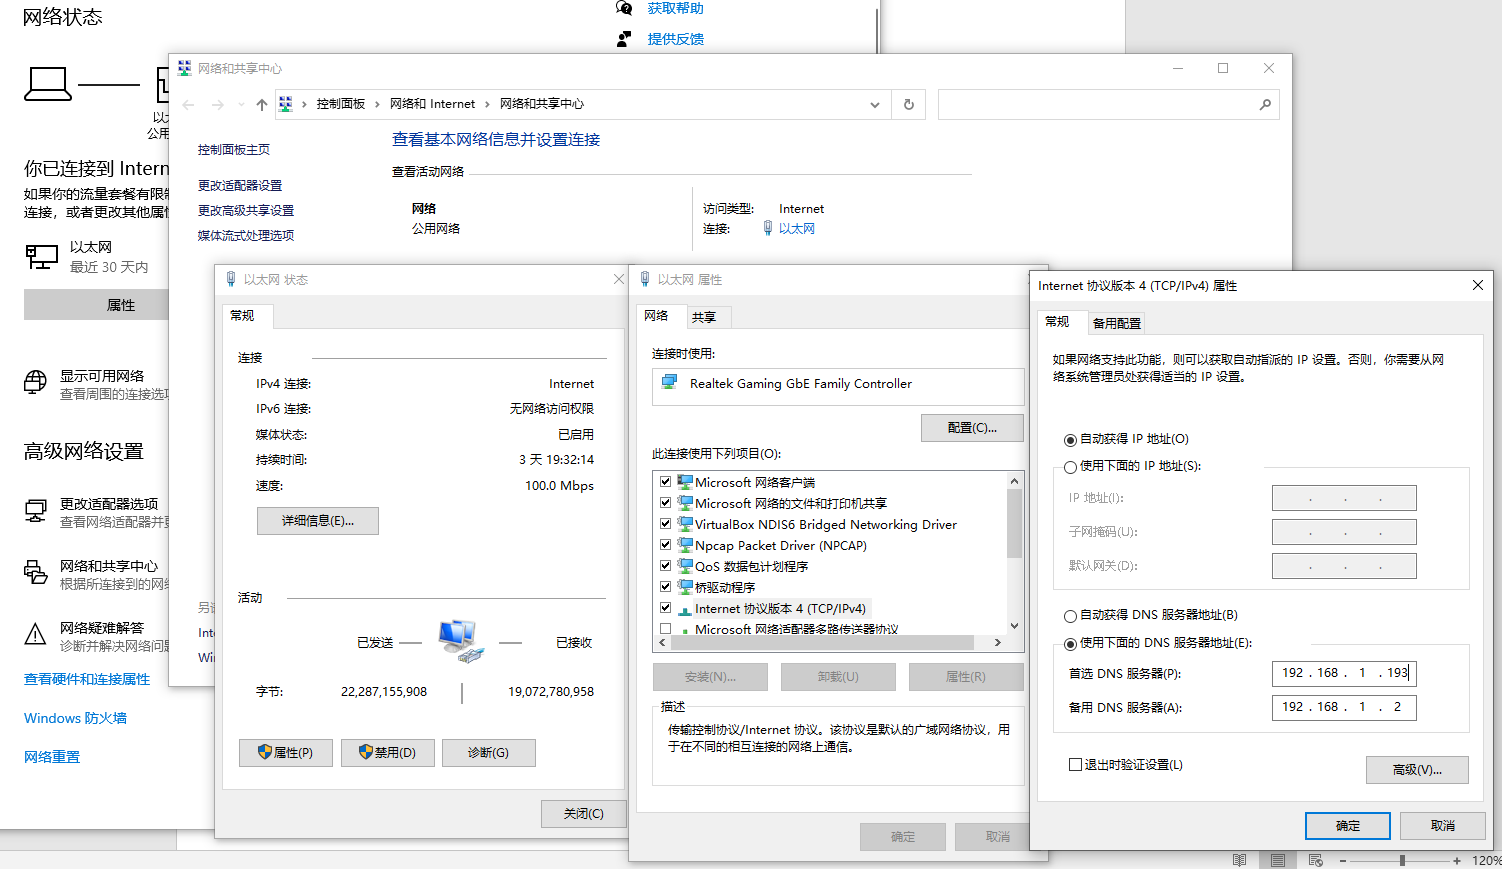 网络状态
获取帮助
提供反馈
公用
你已连接到 Intern
如果你的流量套餐有限制
连接，或者更改其他属性
以太网
最近 30 天内
属性
显示可用网络
查看周围的连接选项
高级网络设置
更改适配器选项
查看网络适配器并更
网络和共享中心
根据所连接到的网络
网络疑难解答
诊断并解决网络问题
查看硬件和连接属性
Windows 防火墙
网络重置
网络和共享中心
控制面板 › 网络和 Internet › 网络和共享中心
控制面板主页
更改适配器设置
更改高级共享设置
媒体流式处理选项
查看基本网络信息并设置连接
查看活动网络
网络
公用网络
访问类型: Internet
连接: 以太网
Int
Win
以太网 状态
常规
连接
IPv4 连接: Internet
IPv6 连接: 无网络访问权限
媒体状态: 已启用
持续时间: 3 天 19:32:14
速度: 100.0 Mbps
详细信息(E)...
活动
已发送 — — 已接收
字节: 22,287,155,908 | 19,072,780,958
属性(P)
禁用(D)
诊断(G)
关闭(C)
以太网 属性
网络
共享
连接时使用:
Realtek Gaming GbE Family Controller
配置(C)...
此连接使用下列项目(O):
Microsoft 网络客户端
Microsoft 网络的文件和打印机共享
VirtualBox NDIS6 Bridged Networking Driver
Npcap Packet Driver (NPCAP)
QoS 数据包计划程序
桥驱动程序
Internet 协议版本 4 (TCP/IPv4)
Microsoft 网络适配器多路传送器协议
安装(N)...
卸载(U)
属性(R)
描述
传输控制协议/Internet 协议。该协议是默认的广域网络协议，用
于在不同的相互连接的网络上通信。
确定
取消
Internet 协议版本 4 (TCP/IPv4) 属性
常规
备用配置
如果网络支持此功能，则可以获取自动指派的 IP 设置。否则，你需要从网
络系统管理员处获得适当的 IP 设置。
自动获得 IP 地址(O)
使用下面的 IP 地址(S):
IP 地址(I): . . .
子网掩码(U): . . .
默认网关(D): . . .
自动获得 DNS 服务器地址(B)
使用下面的 DNS 服务器地址(E):
首选 DNS 服务器(P): 192 . 168 . 1 . 193
备用 DNS 服务器(A): 192 . 168 . 1 . 2
退出时验证设置(L)
高级(V)...
确定
取消
120%